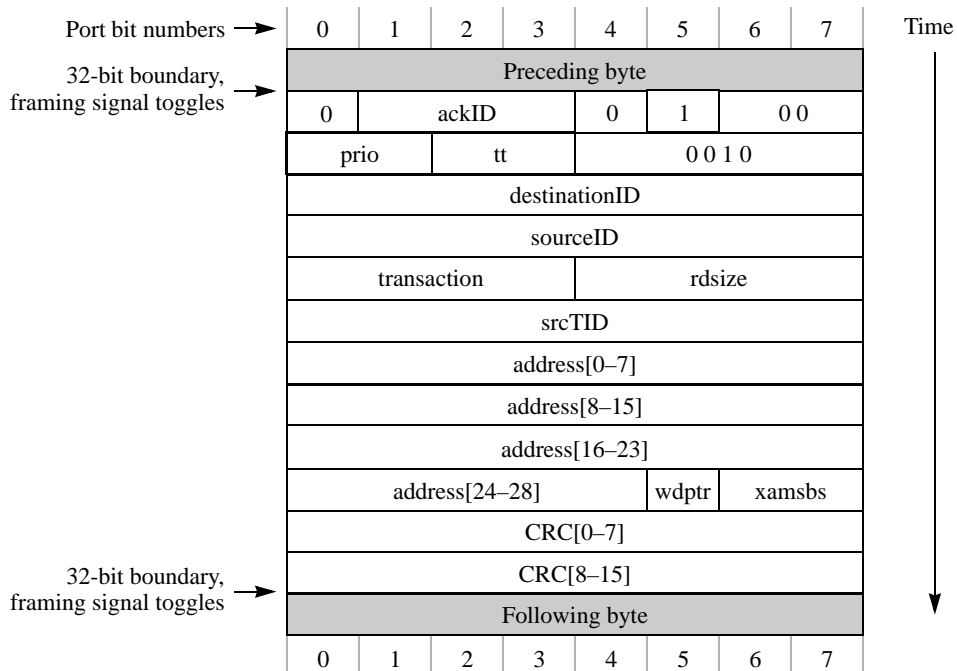 Port bit numbers 0 1 2 3 4 5 6 7 Time
Preceding byte
32-bit boundary,
framing signal toggles
0 ackID 0 1 0 0
prio tt 0 0 1 0
destinationID
sourceID
transaction rdsize
srcTID
address[0–7]
address[8–15]
address[16–23]
address[24–28] wdptr xamsbs
CRC[0–7]
CRC[8–15]
32-bit boundary,
framing signal toggles
Following byte
0 1 2 3 4 5 6 7